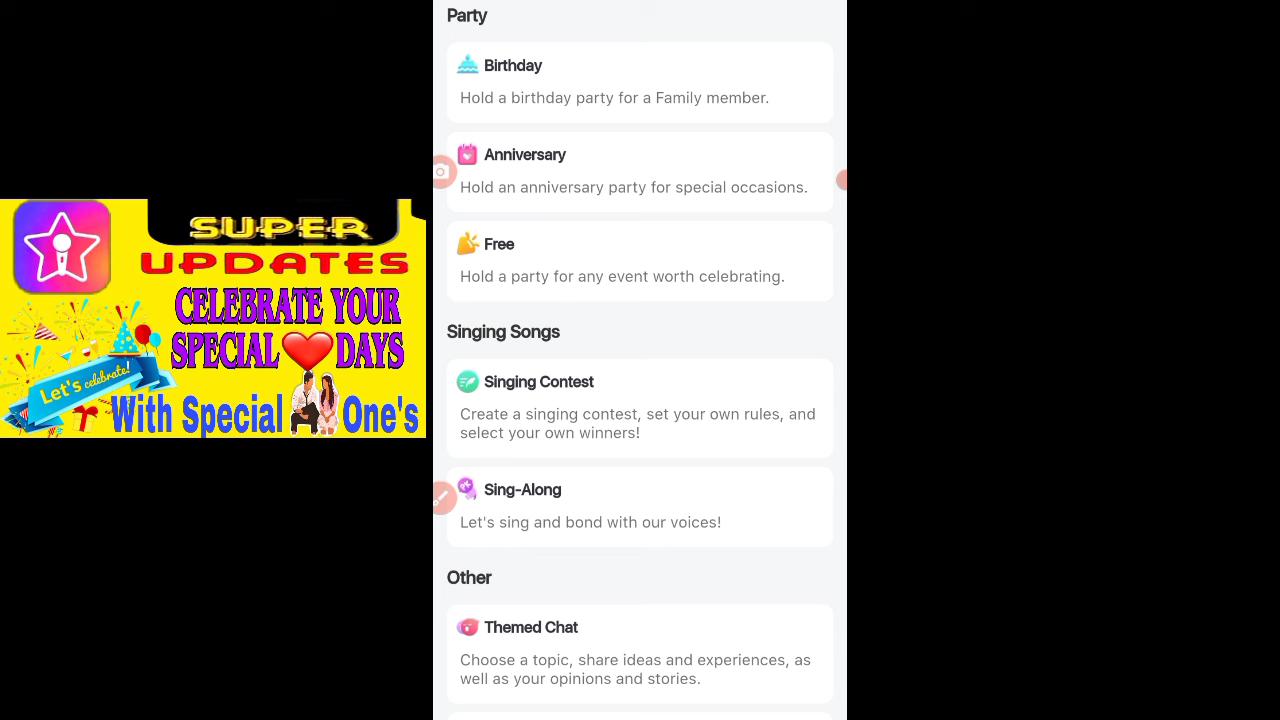 SUPER
UPDATES
CELEBRATE YOUR
SPECIAL DAYS
Let's celebrate!
With Special One's
Party
Birthday
Hold a birthday party for a Family member.
Anniversary
Hold an anniversary party for special occasions.
Free
Hold a party for any event worth celebrating.
Singing Songs
Singing Contest
Create a singing contest, set your own rules, and
select your own winners!
Sing-Along
Let's sing and bond with our voices!
Other
Themed Chat
Choose a topic, share ideas and experiences, as
well as your opinions and stories.